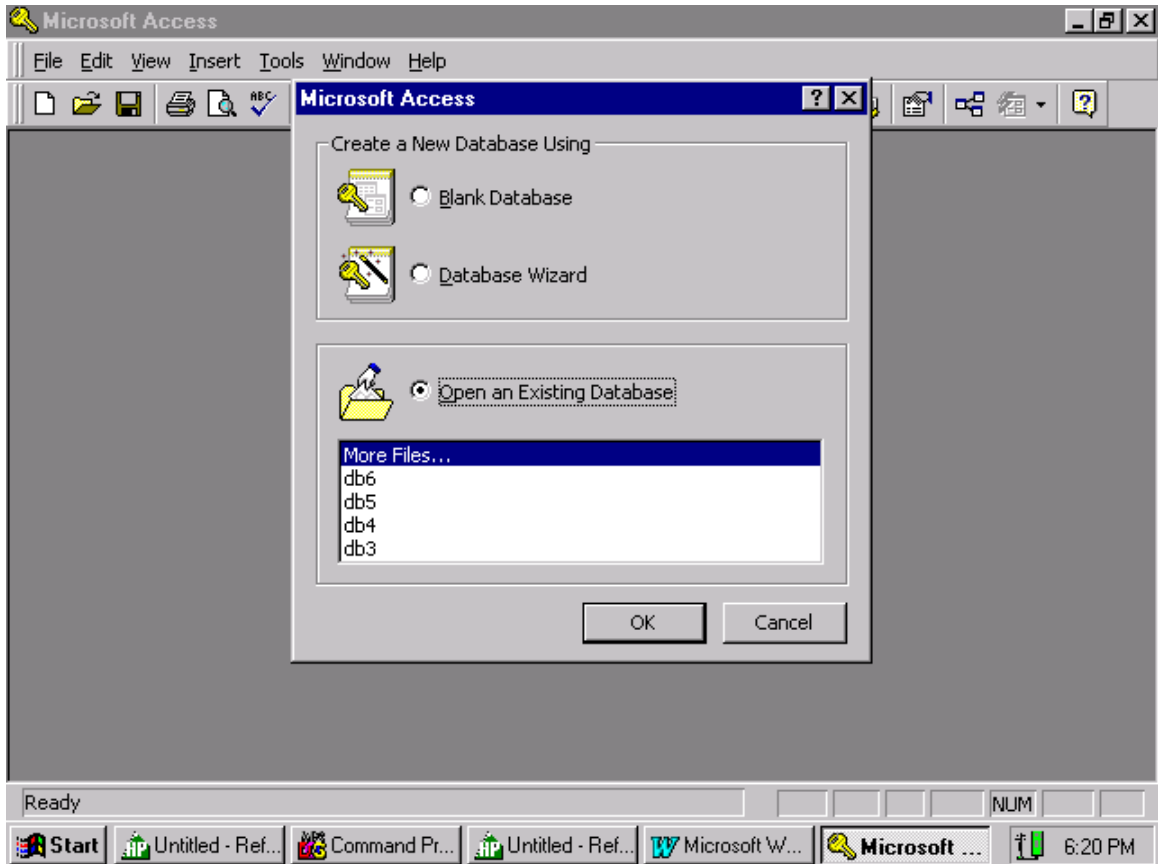 Microsoft Access
File Edit View Insert Tools Window Help
ABC
Microsoft Access
Create a New Database Using
Blank Database
Database Wizard
Open an Existing Database
More Files...
db6
db5
db4
db3
OK Cancel
Ready NUM
Start Untitled - Ref... Command Pr... Untitled - Ref... Microsoft W... Microsoft ... 6:20 PM